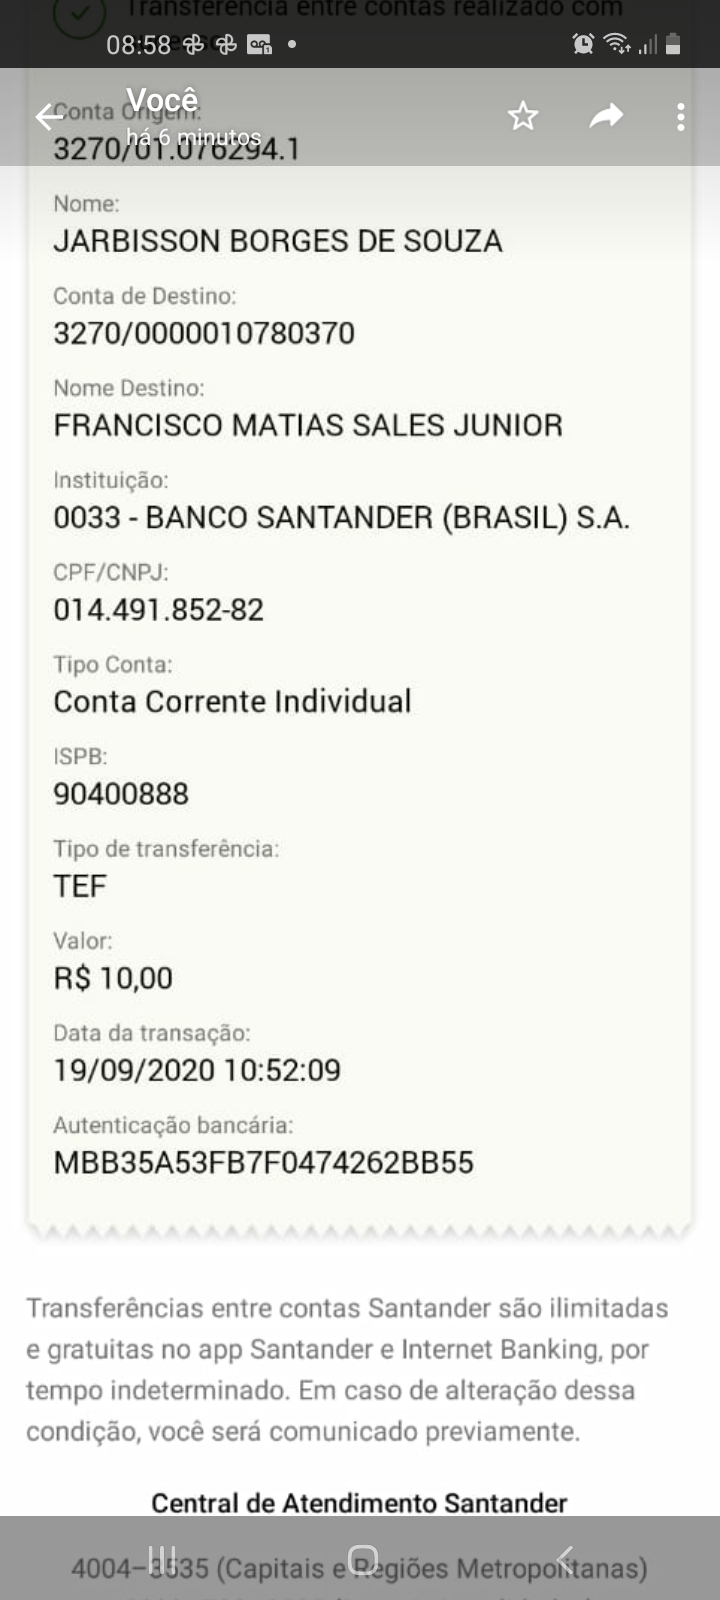 Transferência entre contas realizado com
08:58
Você
há 6 minutos
Conta Origem:
3270/01.076294.1
Nome:
JARBISSON BORGES DE SOUZA
Conta de Destino:
3270/0000010780370
Nome Destino:
FRANCISCO MATIAS SALES JUNIOR
Instituição:
0033 - BANCO SANTANDER (BRASIL) S.A.
CPF/CNPJ:
014.491.852-82
Tipo Conta:
Conta Corrente Individual
ISPB:
90400888
Tipo de transferência:
TEF
Valor:
R$ 10,00
Data da transação:
19/09/2020 10:52:09
Autenticação bancária:
MBB35A53FB7F0474262BB55
Transferências entre contas Santander são ilimitadas
e gratuitas no app Santander e Internet Banking, por
tempo indeterminado. Em caso de alteração dessa
condição, você será comunicado previamente.
Central de Atendimento Santander
4004-3535 (Capitais e Regiões Metropolitanas)